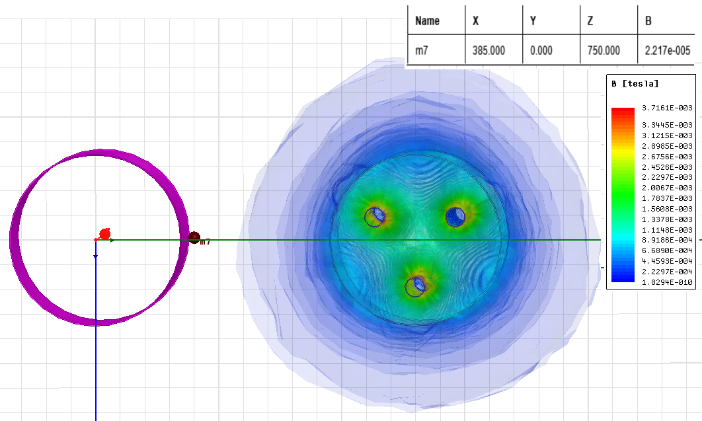 Name X Y Z B
m7 385.000 0.000 750.000 2.217e-005
B [tesla]
3.7161E-003
3.3445E-003
3.1215E-003
2.8985E-003
2.6756E-003
2.4526E-003
2.2297E-003
2.0067E-003
1.7837E-003
1.5608E-003
1.3378E-003
1.1148E-003
8.9188E-004
6.6890E-004
4.4593E-004
2.2297E-004
1.8294E-010
m7